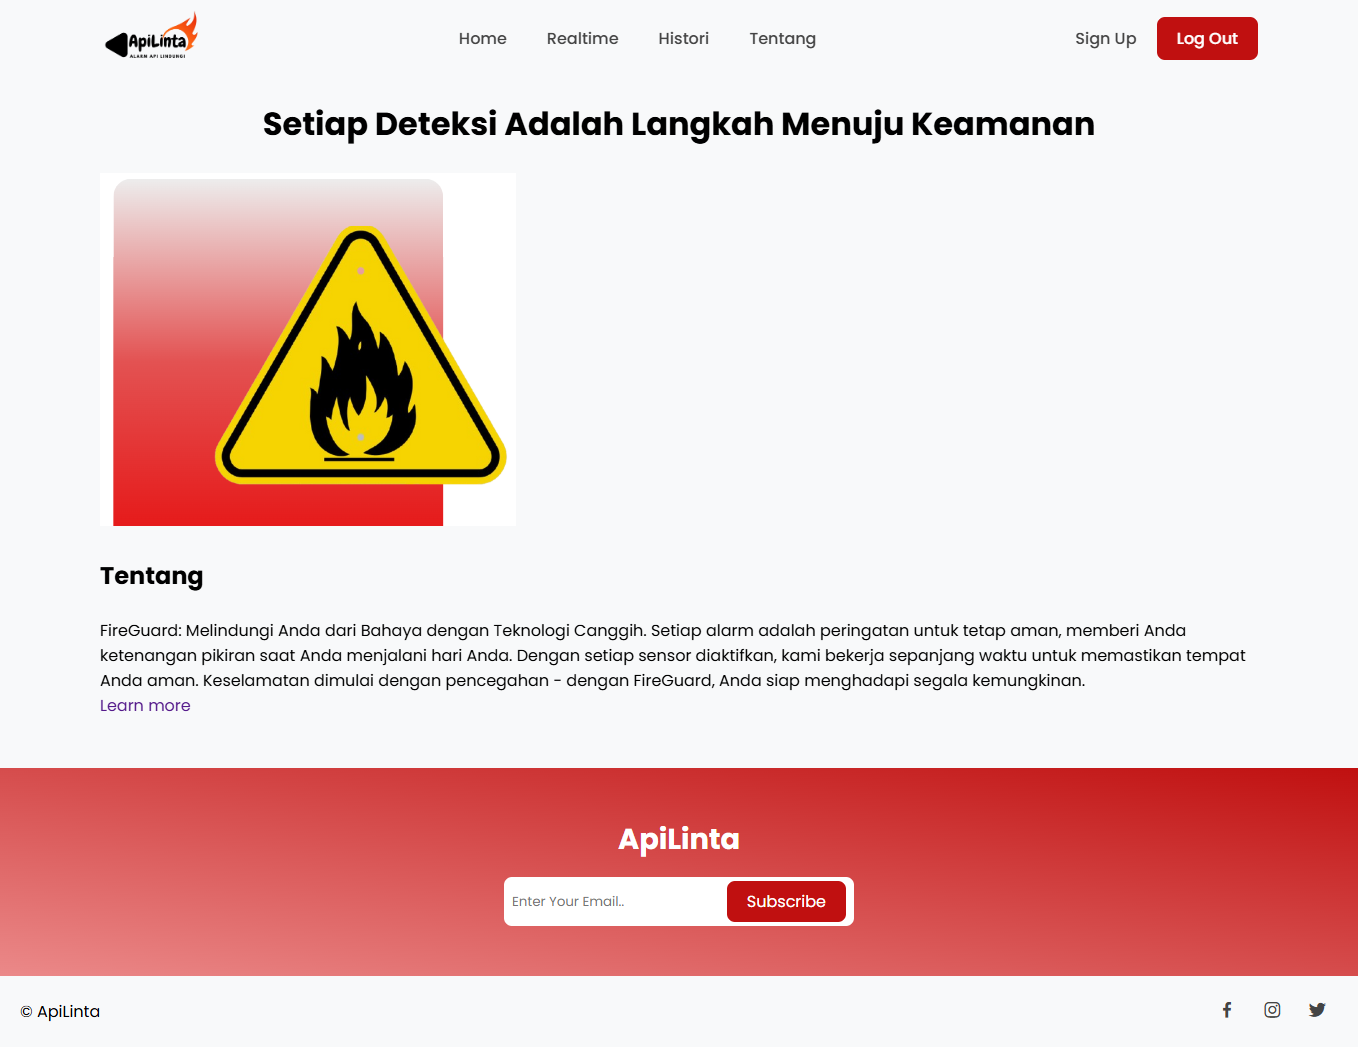 ApiLinta
ALARM API LINDUNGI
Home Realtime Histori Tentang
Sign Up Log Out
Setiap Deteksi Adalah Langkah Menuju Keamanan
Tentang
FireGuard: Melindungi Anda dari Bahaya dengan Teknologi Canggih. Setiap alarm adalah peringatan untuk tetap aman, memberi Anda
ketenangan pikiran saat Anda menjalani hari Anda. Dengan setiap sensor diaktifkan, kami bekerja sepanjang waktu untuk memastikan tempat
Anda aman. Keselamatan dimulai dengan pencegahan - dengan FireGuard, Anda siap menghadapi segala kemungkinan.
Learn more
ApiLinta
Enter Your Email.. Subscribe
© ApiLinta